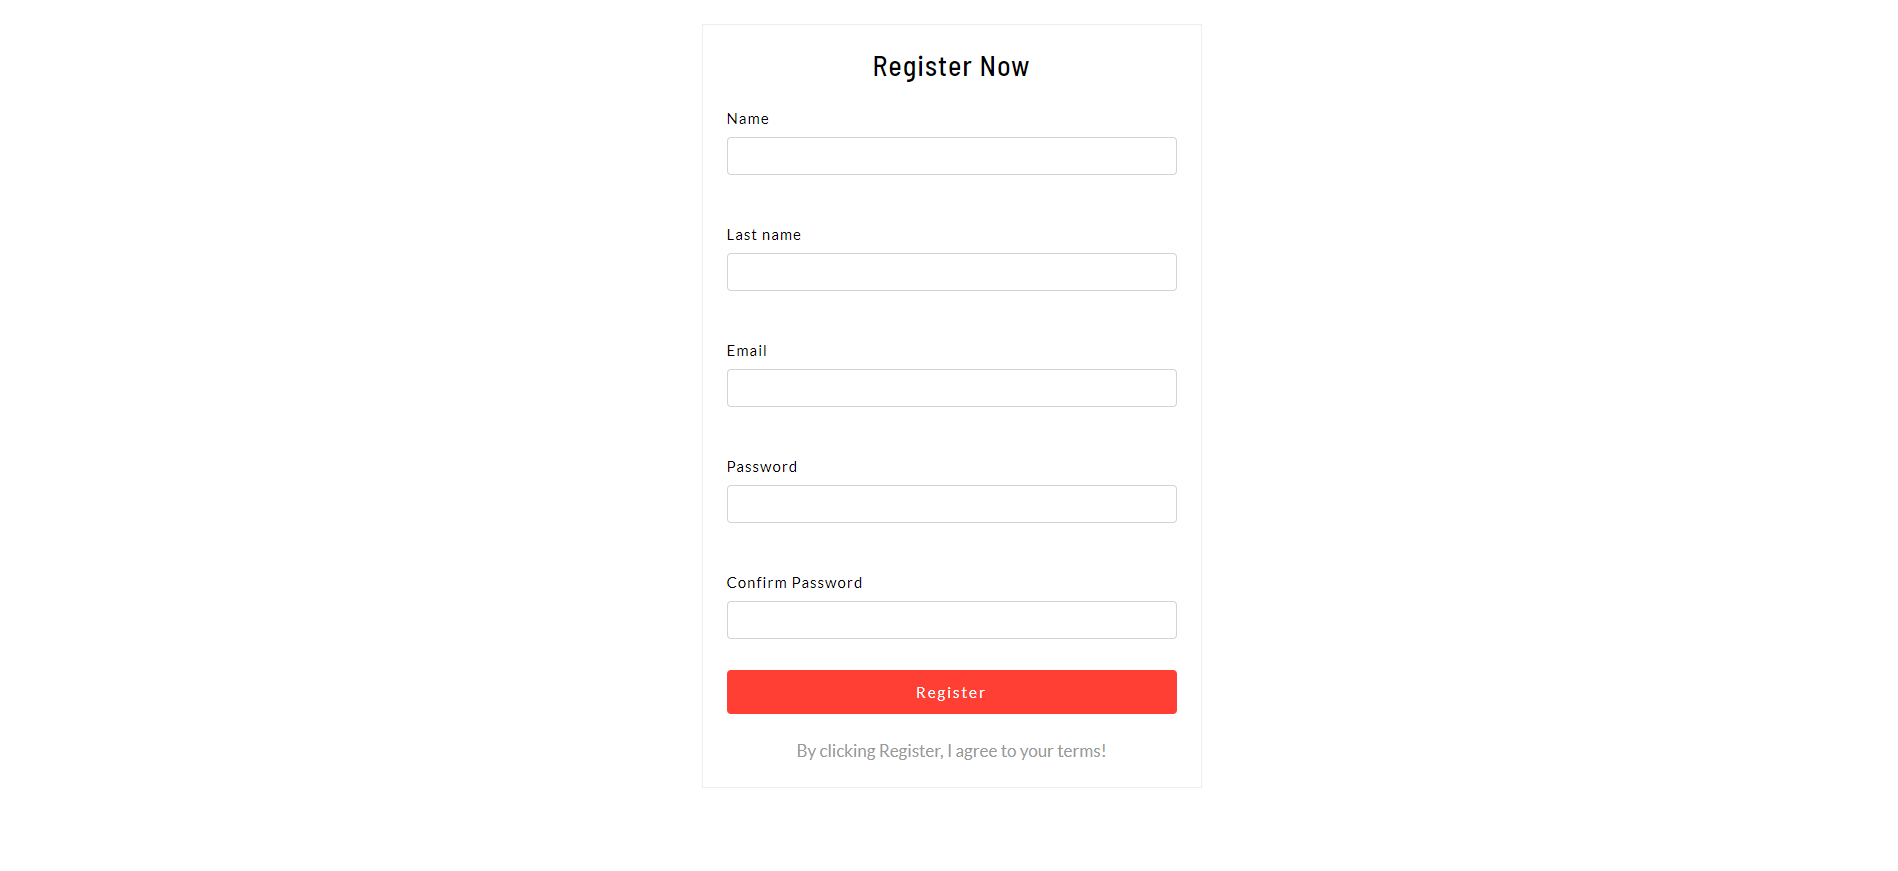 Register Now
Name
Last name
Email
Password
Confirm Password
Register
By clicking Register, I agree to your terms!